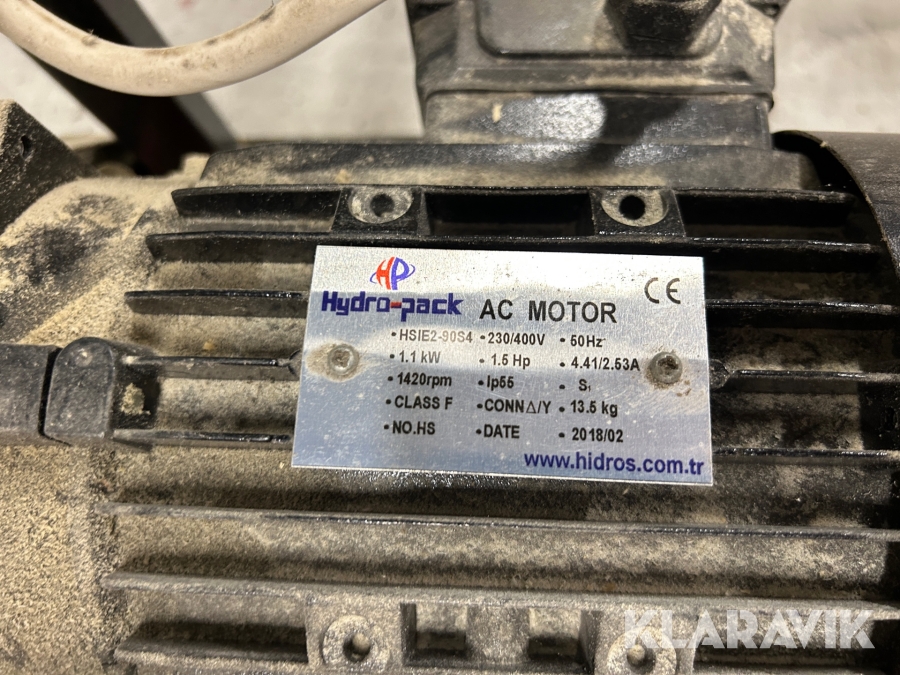 HP
Hydro-pack AC MOTOR CE
• HSIE2-90S4 • 230/400V • 50Hz
• 1.1 kW • 1.5 Hp • 4.41/2.53A
• 1420rpm • Ip55 • S₁
• CLASS F • CONN△/Y • 13.5 kg
• NO.HS • DATE • 2018/02
www.hidros.com.tr
KLARAVIK